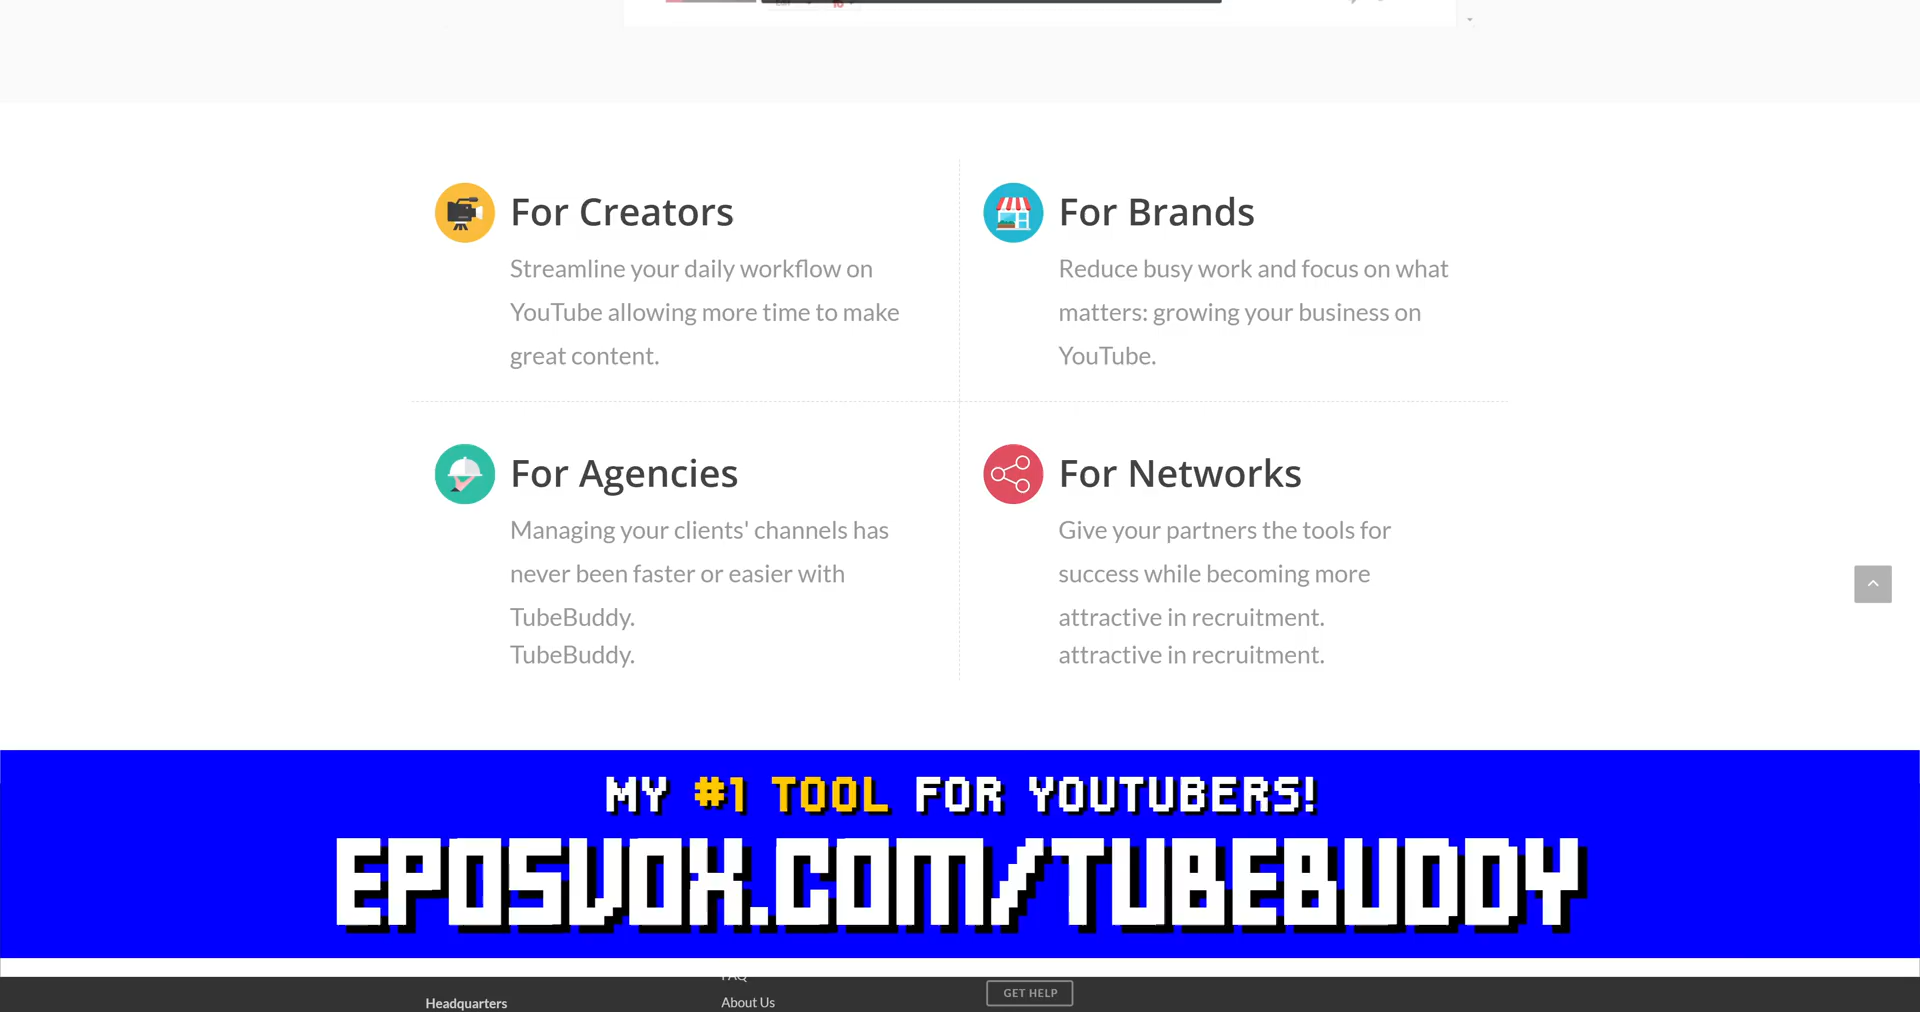 For Creators
Streamline your daily workflow on
YouTube allowing more time to make
great content.
For Brands
Reduce busy work and focus on what
matters: growing your business on
YouTube.
For Agencies
Managing your clients' channels has
never been faster or easier with
TubeBuddy.
TubeBuddy.
For Networks
Give your partners the tools for
success while becoming more
attractive in recruitment.
attractive in recruitment.
MY #1 TOOL FOR YOUTUBERS!
EPOSVOX.COM/TUBEBUDDY
Headquarters
FAQ
About Us
GET HELP